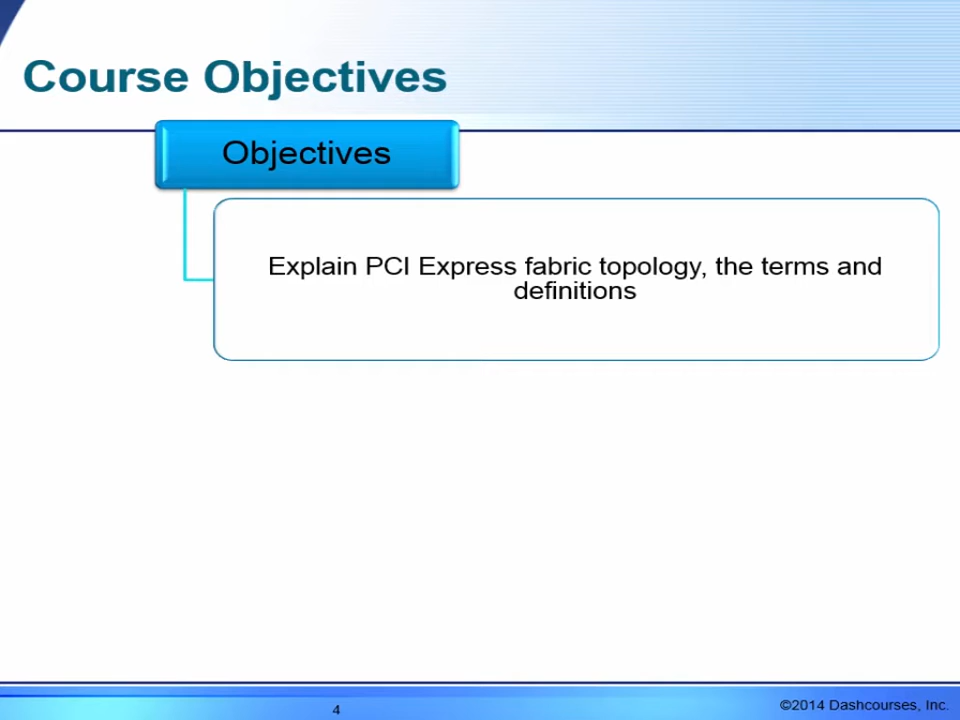 Course Objectives
Objectives
Explain PCI Express fabric topology, the terms and
definitions
4
©2014 Dashcourses, Inc.